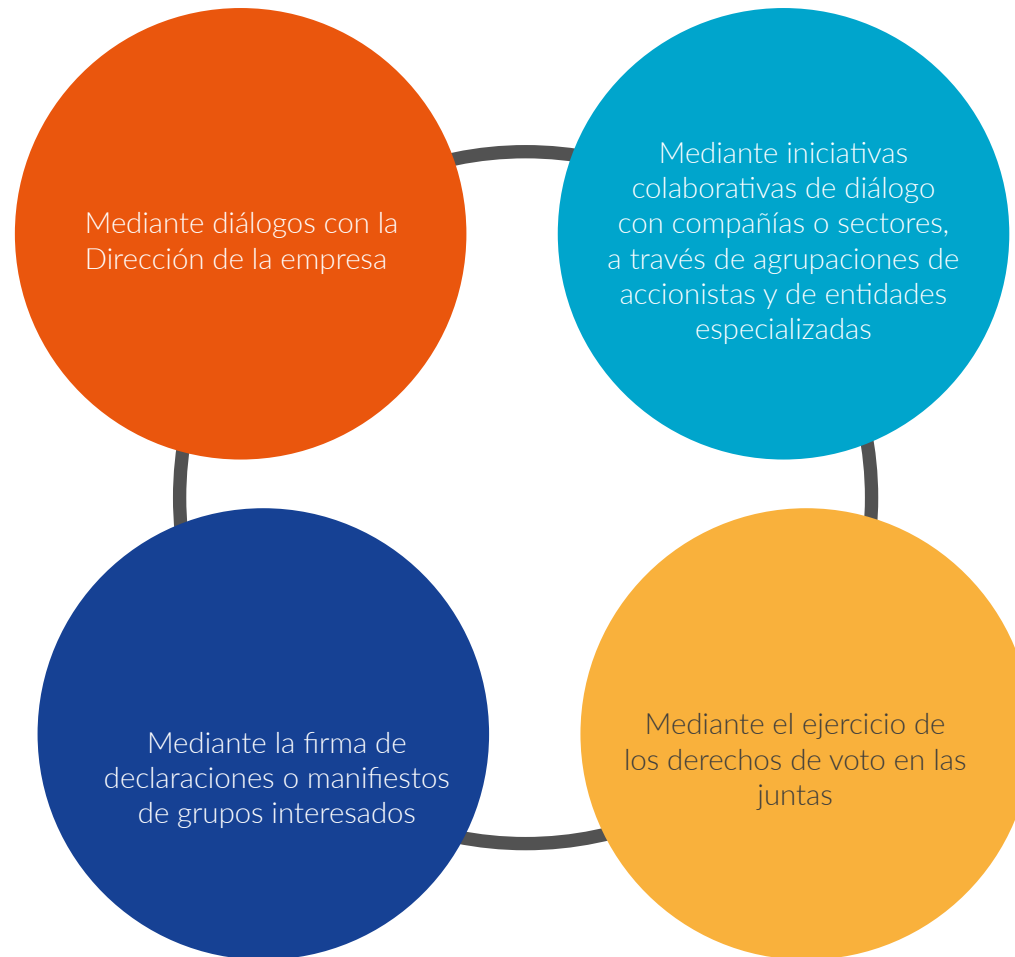 Mediante diálogos con la
Dirección de la empresa
Mediante iniciativas
colaborativas de diálogo
con compañías o sectores,
a través de agrupaciones de
accionistas y de entidades
especializadas
Mediante la firma de
declaraciones o manifiestos
de grupos interesados
Mediante el ejercicio de
los derechos de voto en las
juntas